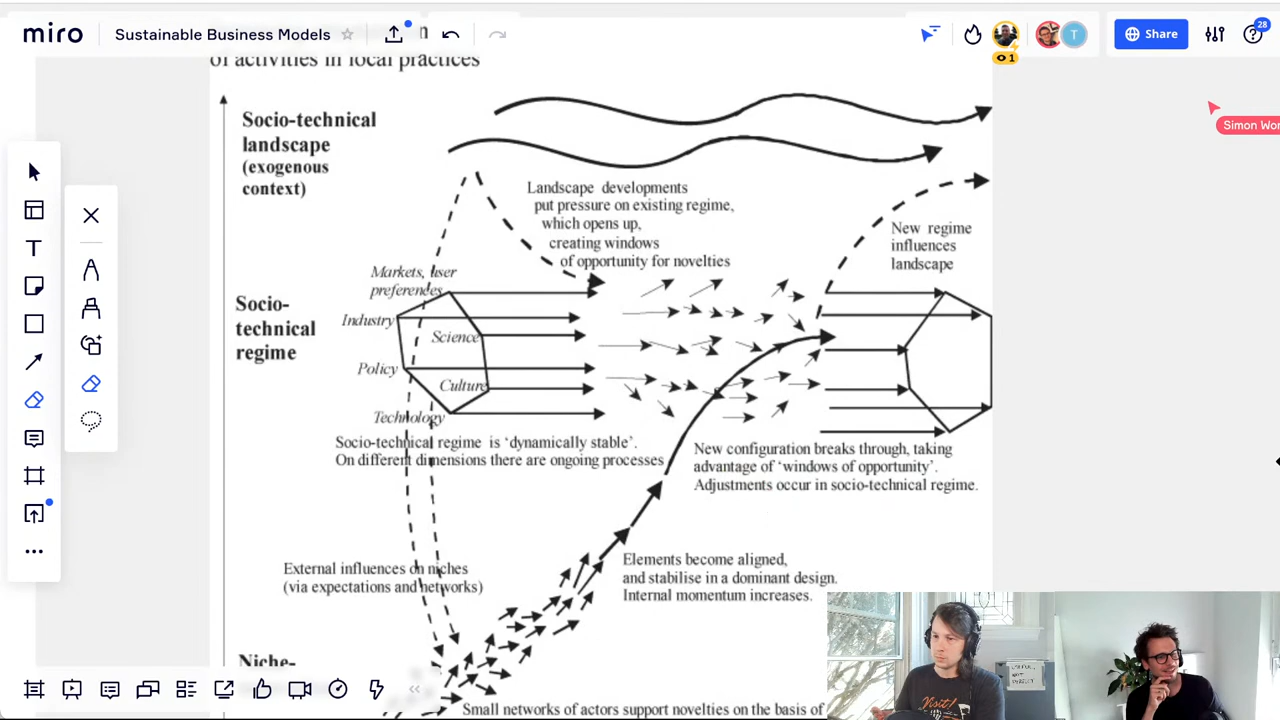 miro
Sustainable Business Models
Share
28
1
T
Simon Wor
of activities in local practices
Socio-technical
landscape
(exogenous
context)
Landscape developments
put pressure on existing regime,
which opens up,
creating windows
of opportunity for novelties
New regime
influences
landscape
Markets, user
preferences
Industry
Science
Policy
Culture
Technology
Socio-
technical
regime
Socio-technical regime is ‘dynamically stable’.
On different dimensions there are ongoing processes
New configuration breaks through, taking
advantage of ‘windows of opportunity’.
Adjustments occur in socio-technical regime.
External influences on niches
(via expectations and networks)
Elements become aligned,
and stabilise in a dominant design.
Internal momentum increases.
Niche-
Small networks of actors support novelties on the basis of